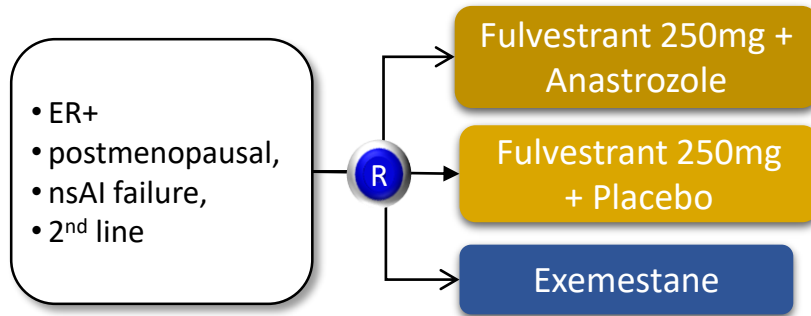 • ER+
• postmenopausal,
• nsAI failure,
• 2nd line
R
Fulvestrant 250mg +
Anastrozole
Fulvestrant 250mg
+ Placebo
Exemestane